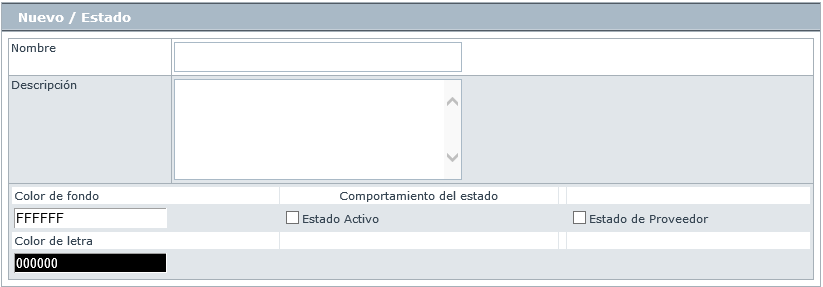 Nuevo / Estado
Nombre
Descripción
Color de fondo
Comportamiento del estado
FFFFFF
Estado Activo
Estado de Proveedor
Color de letra
000000